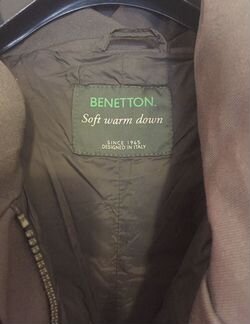 BENETTON.
Soft warm down
SINCE 1965
DESIGNED IN ITALY